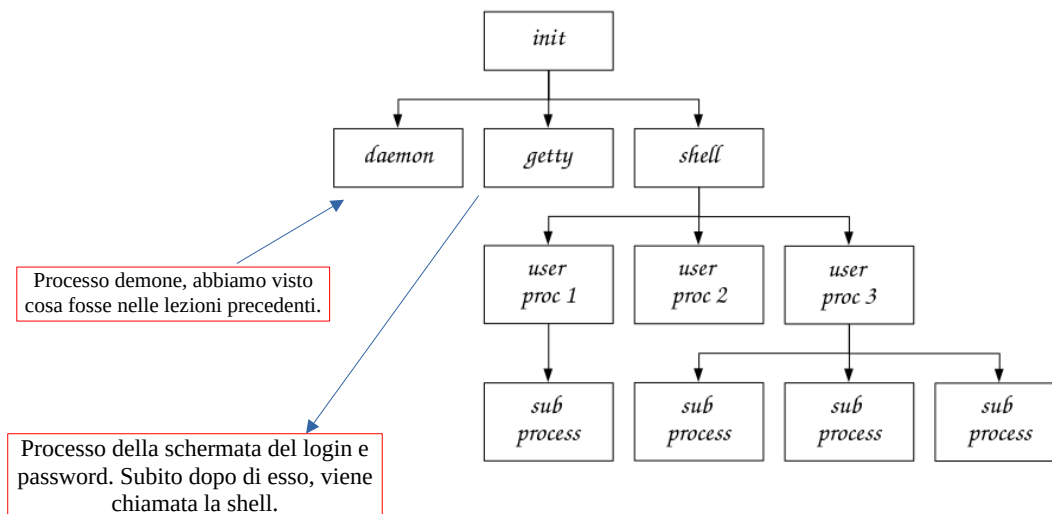 init
daemon
getty
shell
Processo demone, abbiamo visto
cosa fosse nelle lezioni precedenti.
user
proc 1
user
proc 2
user
proc 3
sub
process
sub
process
sub
process
sub
process
Processo della schermata del login e
password. Subito dopo di esso, viene
chiamata la shell.